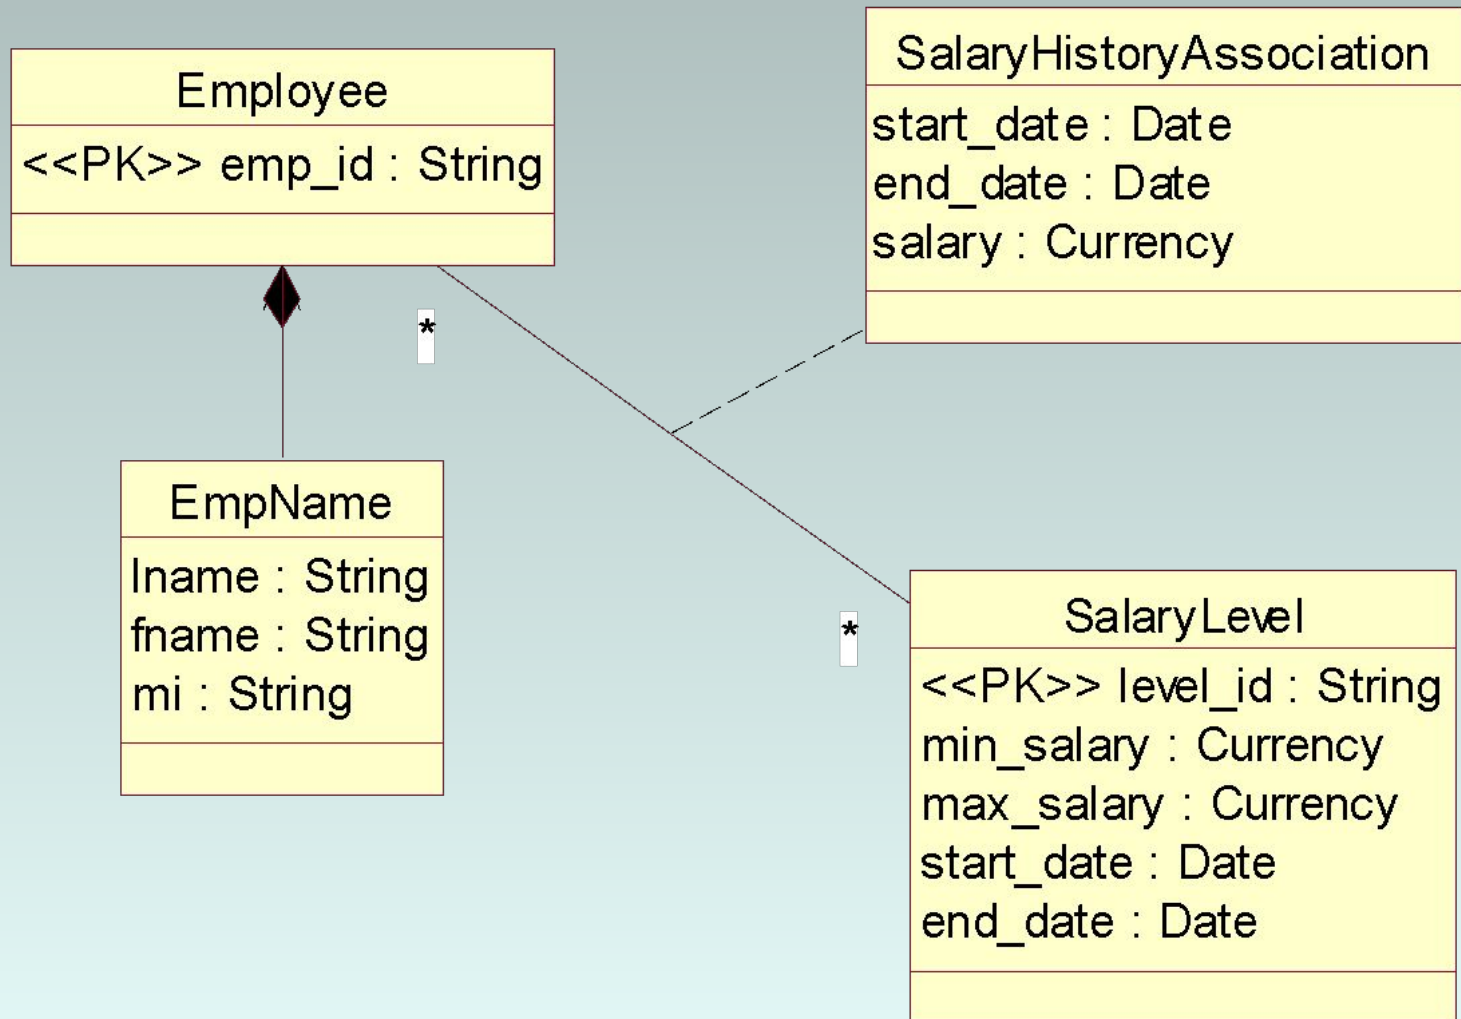 Employee
<<PK>> emp_id : String
SalaryHistoryAssociation
start_date : Date
end_date : Date
salary : Currency
*
EmpName
lname : String
fname : String
mi : String
*
SalaryLevel
<<PK>> level_id : String
min_salary : Currency
max_salary : Currency
start_date : Date
end_date : Date